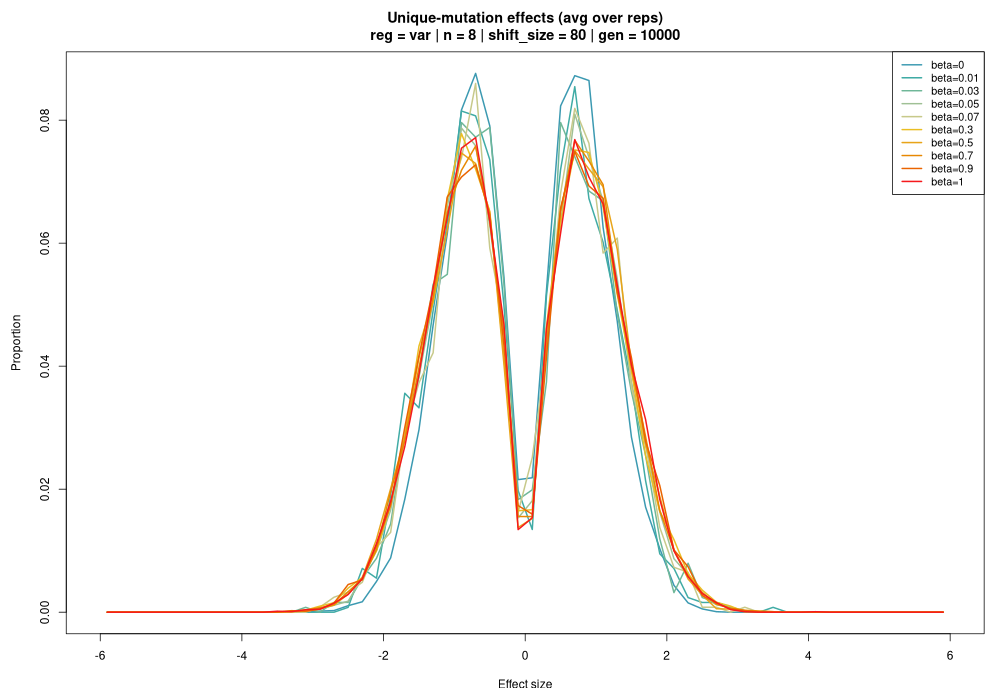 Unique-mutation effects (avg over reps)
reg = var | n = 8 | shift_size = 80 | gen = 10000
beta=0
beta=0.01
beta=0.03
beta=0.05
beta=0.07
beta=0.3
beta=0.5
beta=0.7
beta=0.9
beta=1
Proportion
0.08
0.06
0.04
0.02
0.00
-6
-4
-2
0
2
4
6
Effect size